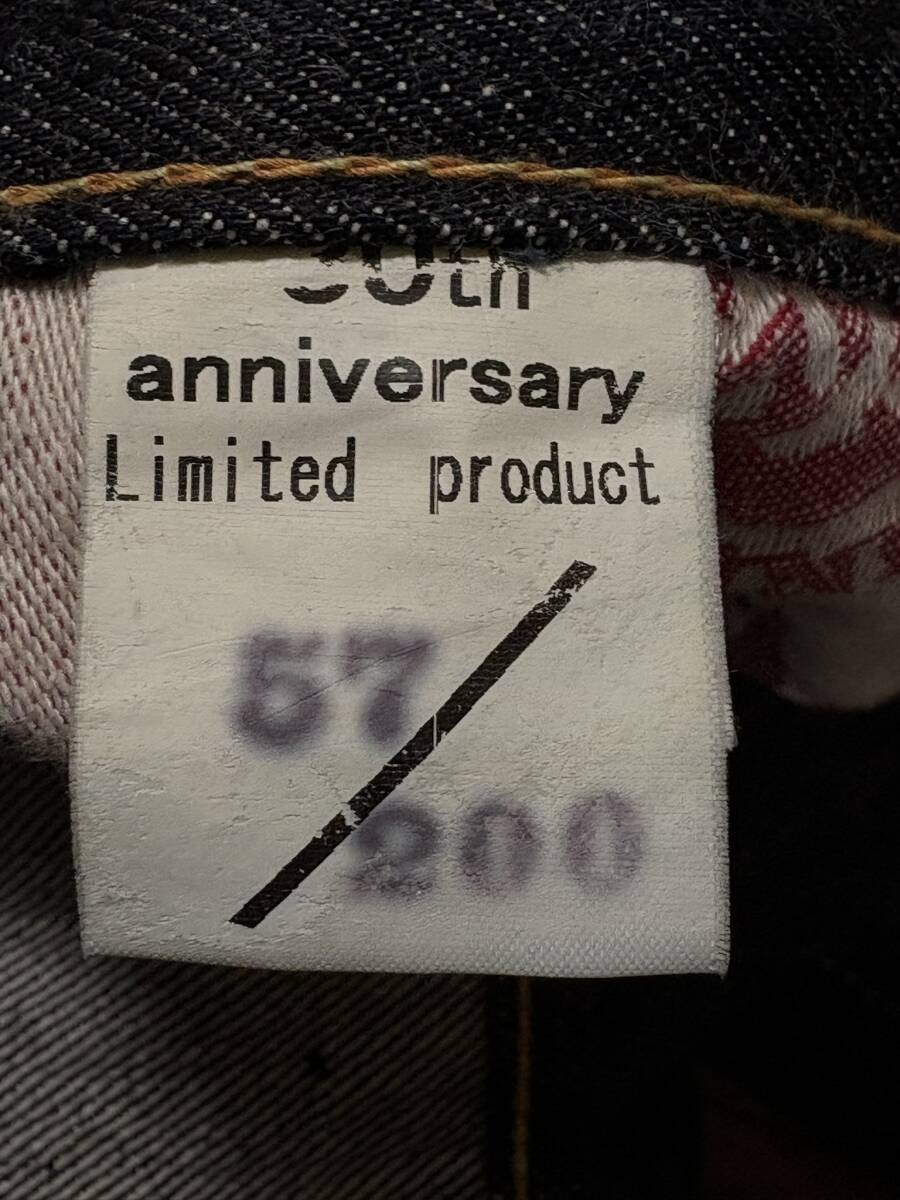 anniversary
Limited product
57
200